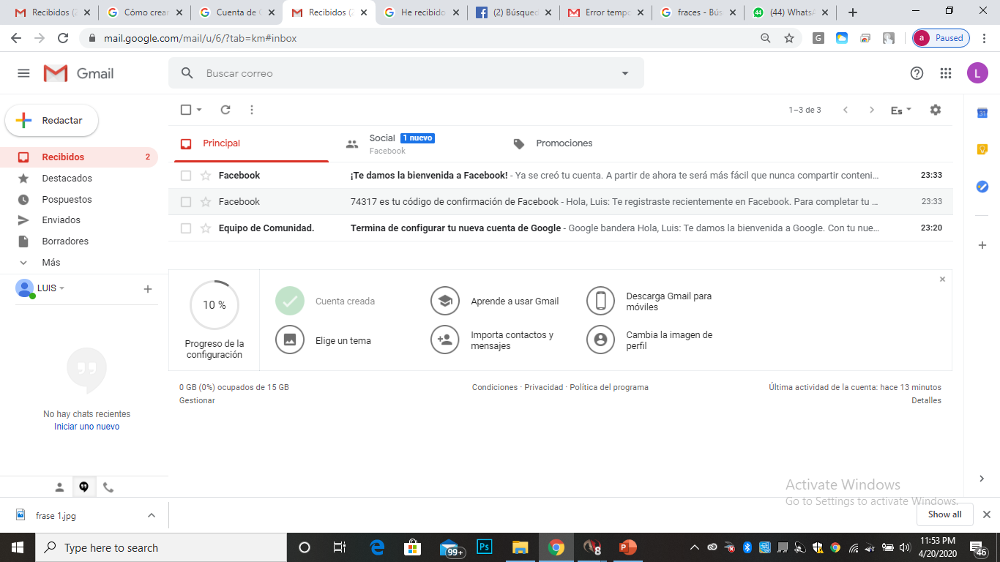 Recibidos (2
Cómo crear
Cuenta de G
Recibidos (2
He recibido
(2) Búsqued
Error tempo
fraces - Bús
(44) WhatsA
mail.google.com/mail/u/6/?tab=km#inbox
G
a Paused
Gmail
Buscar correo
L
Redactar
1–3 de 3
Es
31
Principal
Social 1 nuevo
Facebook
Promociones
Recibidos 2
Destacados
Pospuestos
Enviados
Borradores
Más
Facebook ¡Te damos la bienvenida a Facebook! - Ya se creó tu cuenta. A partir de ahora te será más fácil que nunca compartir conteni... 23:33
Facebook 74317 es tu código de confirmación de Facebook - Hola, Luis: Te registraste recientemente en Facebook. Para completar tu ... 23:33
Equipo de Comunidad. Termina de configurar tu nueva cuenta de Google - Google bandera Hola, Luis: Te damos la bienvenida a Google. Con tu nue... 23:20
LUIS
10 %
Progreso de la
configuración
Cuenta creada
Aprende a usar Gmail
Descarga Gmail para
móviles
Elige un tema
Importa contactos y
mensajes
Cambia la imagen de
perfil
0 GB (0%) ocupados de 15 GB
Gestionar
Condiciones · Privacidad · Política del programa
Última actividad de la cuenta: hace 13 minutos
Detalles
No hay chats recientes
Iniciar uno nuevo
Activate Windows
Go to Settings to activate Windows.
frase 1.jpg
Show all
Type here to search
99+
Ps
8
11:53 PM
4/20/2020
46